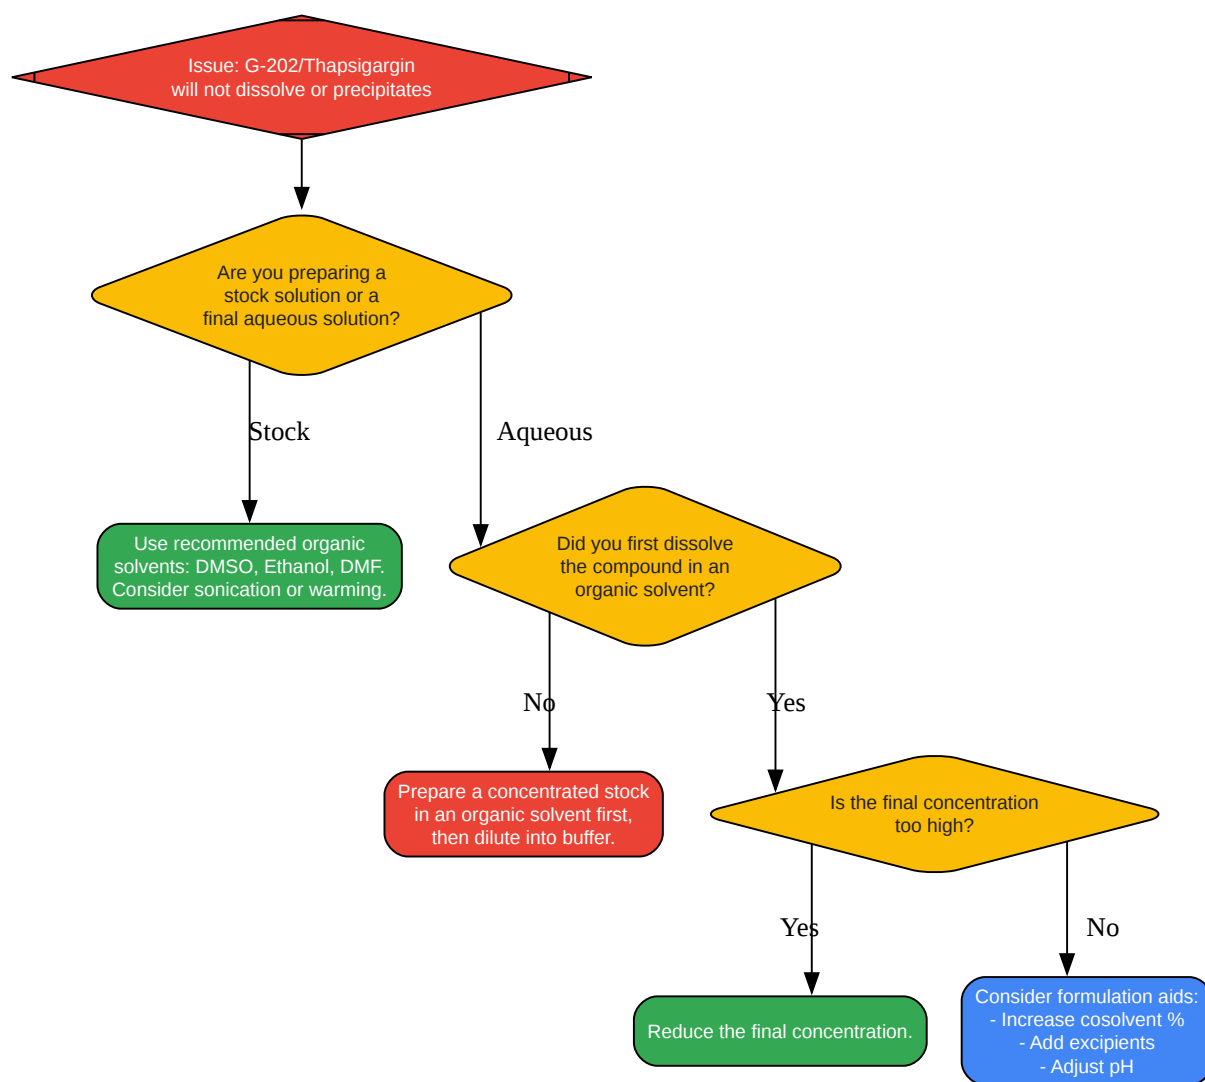 Issue: G-202/Thapsigargin
will not dissolve or precipitates
Are you preparing a
stock solution or a
final aqueous solution?
Stock
Aqueous
Use recommended organic
solvents: DMSO, Ethanol, DMF.
Consider sonication or warming.
Did you first dissolve
the compound in an
organic solvent?
No
Yes
Prepare a concentrated stock
in an organic solvent first,
then dilute into buffer.
Is the final concentration
too high?
Yes
No
Reduce the final concentration.
Consider formulation aids:
- Increase cosolvent %
- Add excipients
- Adjust pH